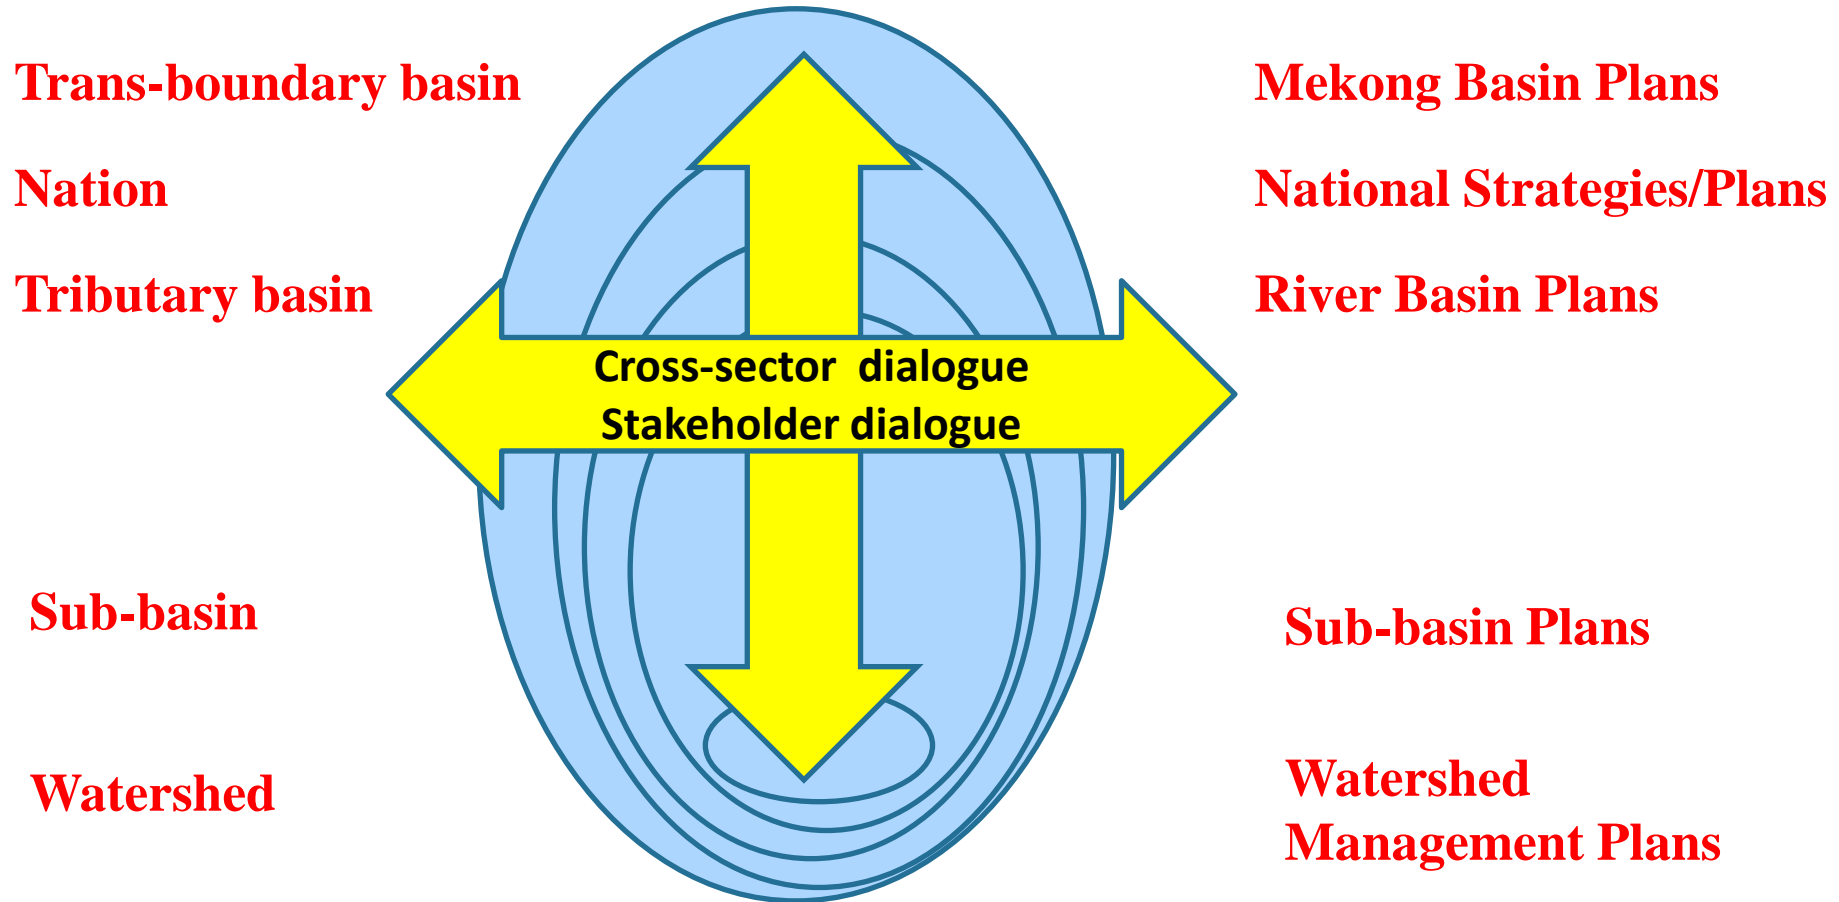 Trans-boundary basin
Mekong Basin Plans
Nation
National Strategies/Plans
Tributary basin
River Basin Plans
Cross-sector  dialogue
Stakeholder dialogue
Sub-basin
Sub-basin Plans
Watershed
Watershed
Management Plans